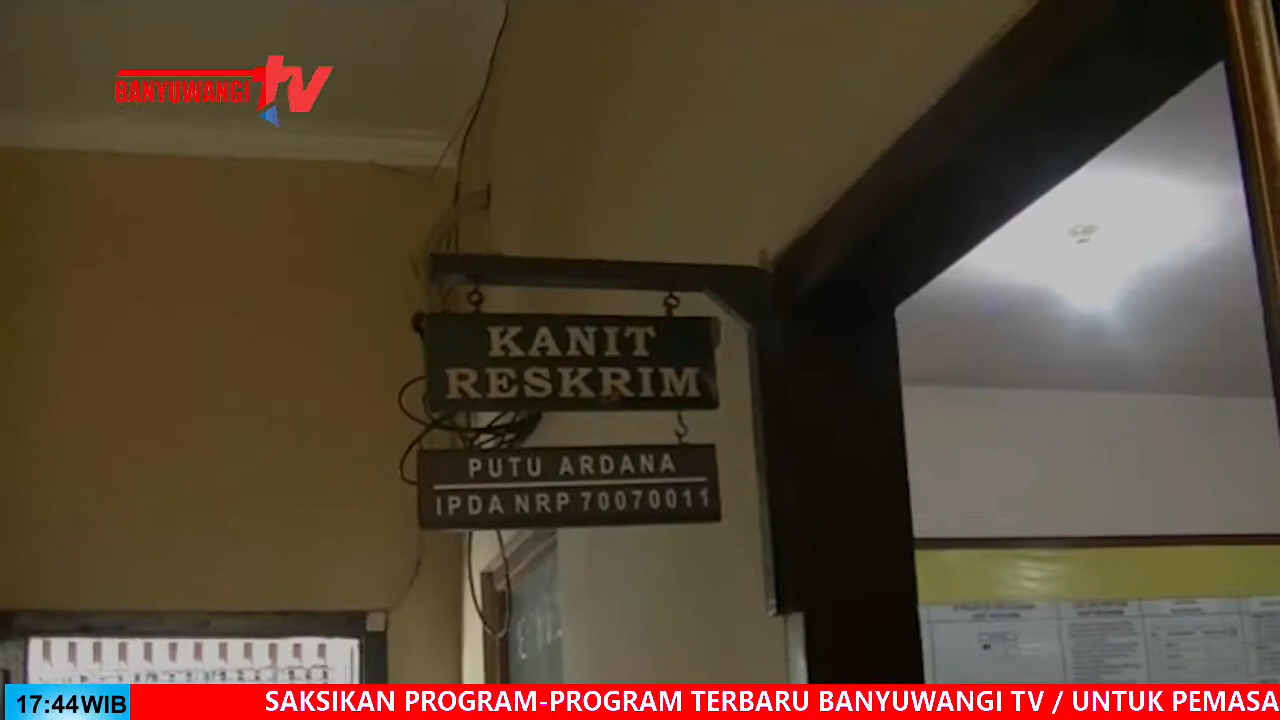 BANYUWANGI tv
KANIT
RESKRIM
PUTU ARDANA
IPDA NRP 70070011
17:44WIB
SAKSIKAN PROGRAM-PROGRAM TERBARU BANYUWANGI TV / UNTUK PEMASA